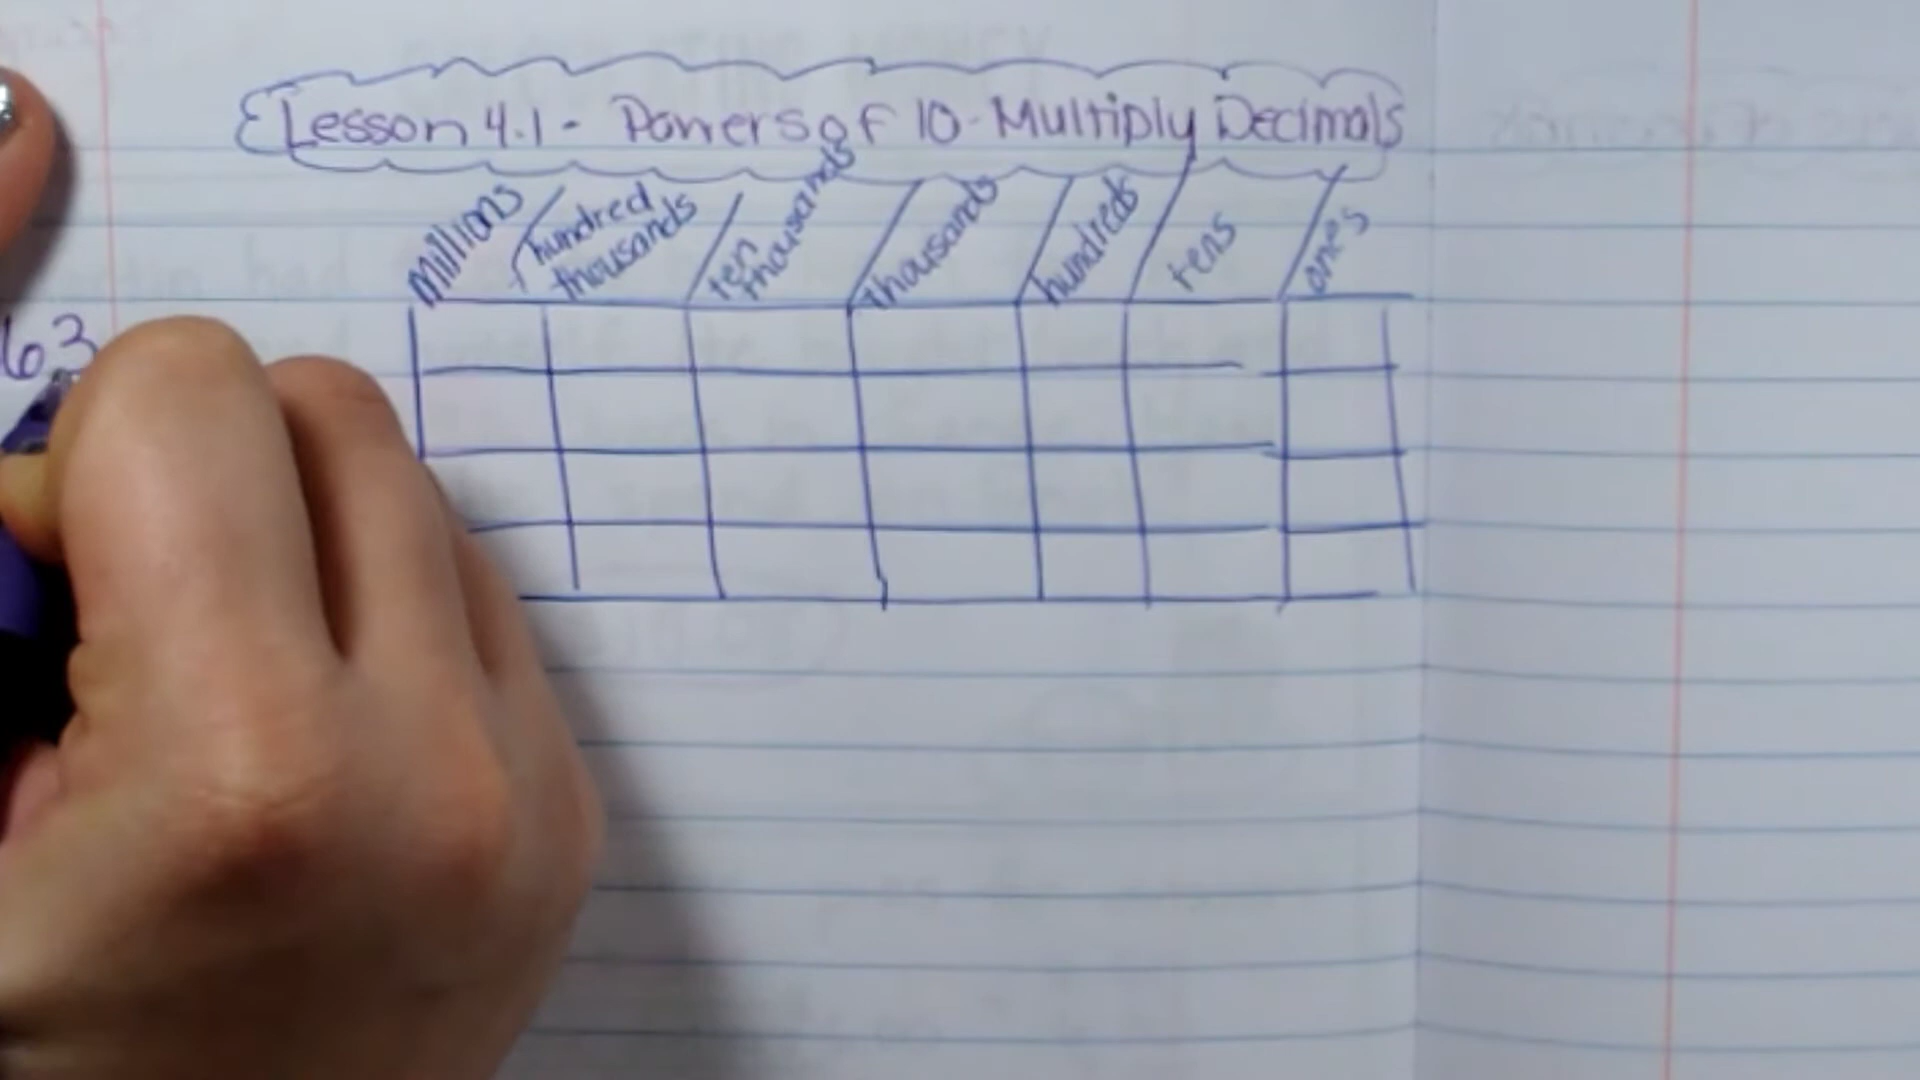 Lesson 4.1 - Powers of 10 - Multiply Decimals
millions
hundred
thousands
ten
thousands
thousands
hundreds
tens
ones
63